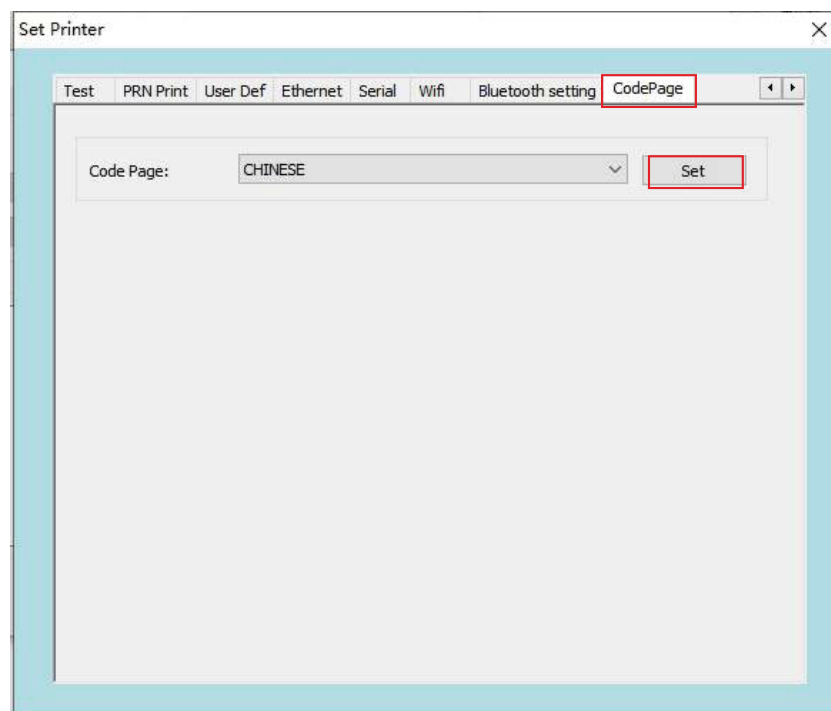 Set Printer
Test PRN Print User Def Ethernet Serial Wifi Bluetooth setting CodePage
Code Page: CHINESE Set